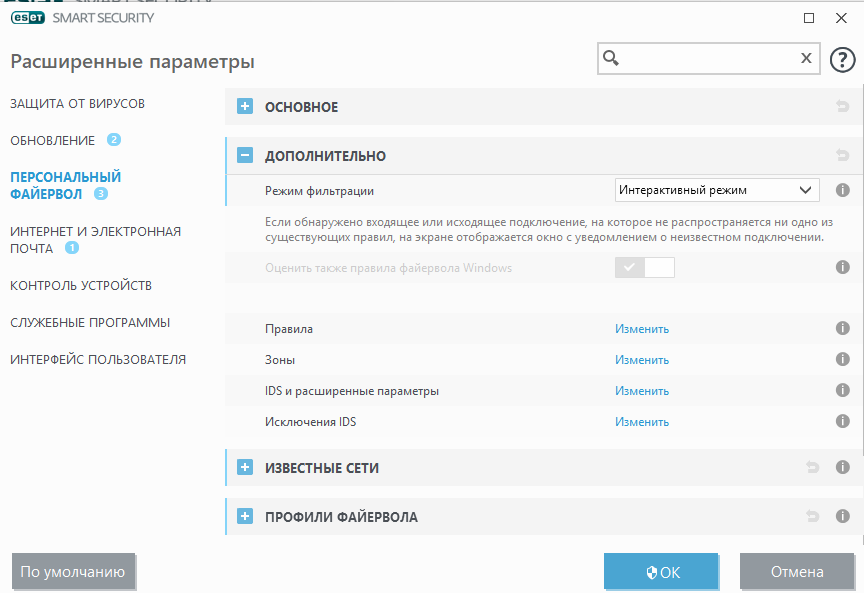 eset SMART SECURITY
Расширенные параметры
ЗАЩИТА ОТ ВИРУСОВ
ОБНОВЛЕНИЕ 2
ПЕРСОНАЛЬНЫЙ
ФАЙЕРВОЛ 3
ИНТЕРНЕТ И ЭЛЕКТРОННАЯ
ПОЧТА 1
КОНТРОЛЬ УСТРОЙСТВ
СЛУЖЕБНЫЕ ПРОГРАММЫ
ИНТЕРФЕЙС ПОЛЬЗОВАТЕЛЯ
ОСНОВНОЕ
ДОПОЛНИТЕЛЬНО
Режим фильтрации Интерактивный режим
Если обнаружено входящее или исходящее подключение, на которое не распространяется ни одно из
существующих правил, на экране отображается окно с уведомлением о неизвестном подключении.
Оценить также правила файервола Windows
Правила Изменить
Зоны Изменить
IDS и расширенные параметры Изменить
Исключения IDS Изменить
ИЗВЕСТНЫЕ СЕТИ
ПРОФИЛИ ФАЙЕРВОЛА
По умолчанию OK Отмена